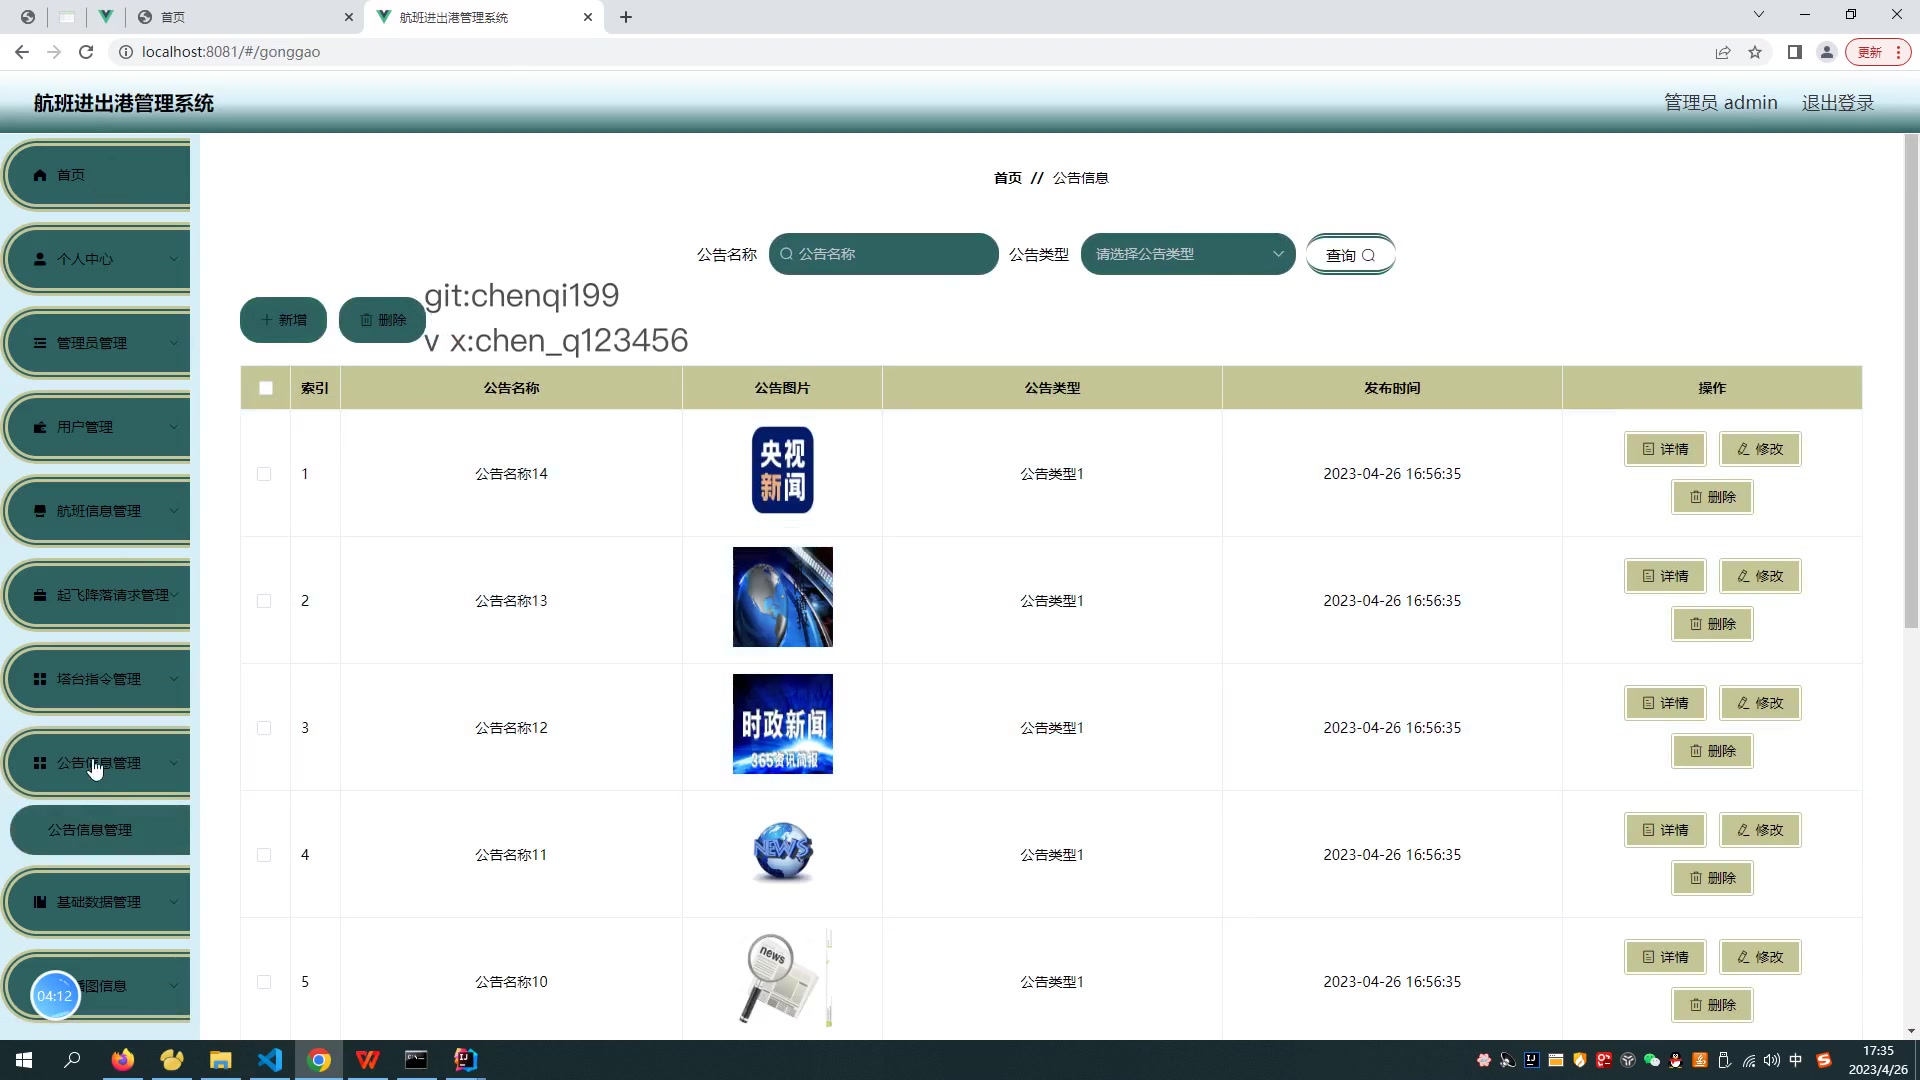 首页
航班进出港管理系统
localhost:8081/#/gonggao
更新
航班进出港管理系统
管理员 admin
退出登录
首页
个人中心
管理员管理
用户管理
航班信息管理
起飞降落请求管理
塔台指令管理
公告信息管理
公告信息管理
基础数据管理
图信息
04:12
首页 // 公告信息
公告名称
公告名称
公告类型
请选择公告类型
查询
新增
删除
git:chenqi199
v x:chen_q123456
索引 公告名称 公告图片 公告类型 发布时间 操作
1 公告名称14 央视新闻 公告类型1 2023-04-26 16:56:35 详情 修改
删除
2 公告名称13 公告类型1 2023-04-26 16:56:35 详情 修改
删除
3 公告名称12 时政新闻 365资讯简报 公告类型1 2023-04-26 16:56:35 详情 修改
删除
4 公告名称11 NEWS 公告类型1 2023-04-26 16:56:35 详情 修改
删除
5 公告名称10 news 公告类型1 2023-04-26 16:56:35 详情 修改
删除
中
17:35
2023/4/26